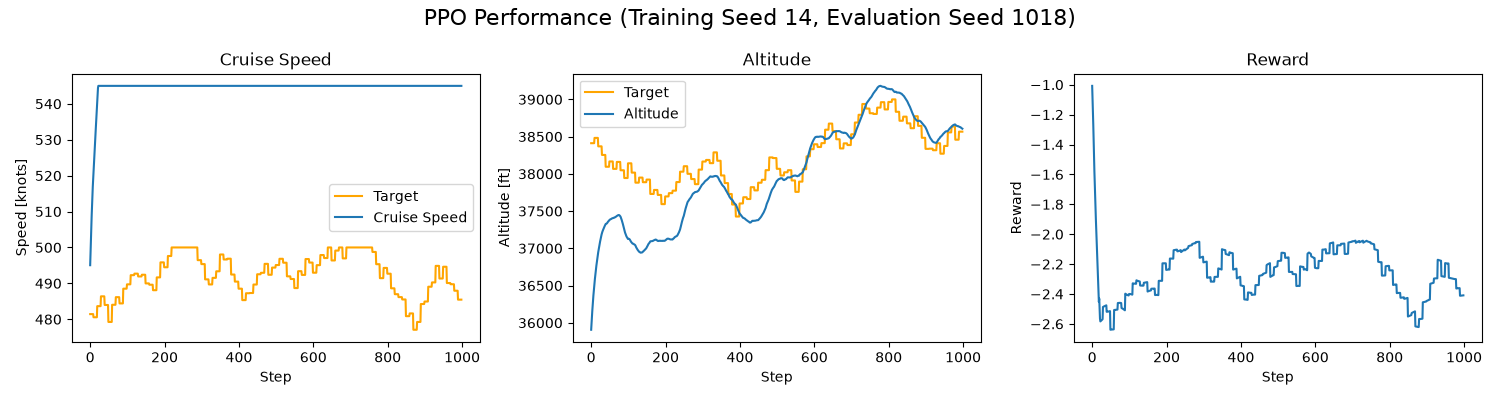 PPO Performance (Training Seed 14, Evaluation Seed 1018)
Cruise Speed
Speed [knots]
540
530
520
510
500
490
480
Target
Cruise Speed
0 200 400 600 800 1000
Step
Altitude
Altitude [ft]
39000
38500
38000
37500
37000
36500
36000
Target
Altitude
0 200 400 600 800 1000
Step
Reward
Reward
−1.0
−1.2
−1.4
−1.6
−1.8
−2.0
−2.2
−2.4
−2.6
0 200 400 600 800 1000
Step